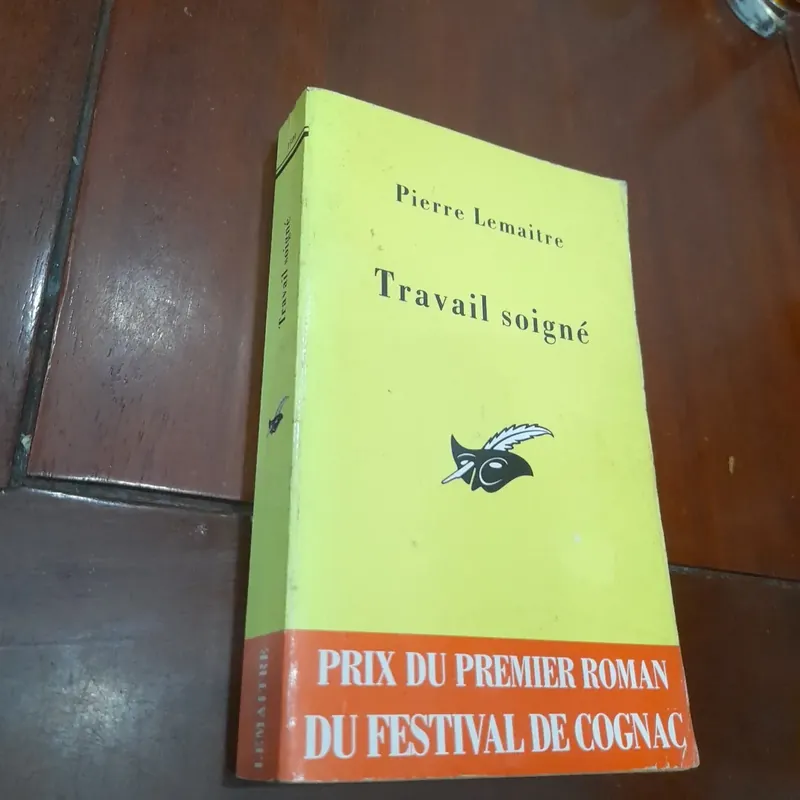 Pierre Lemaitre
Travail soigné
PRIX DU PREMIER ROMAN
DU FESTIVAL DE COGNAC
Travail soigné
LEMAITRE